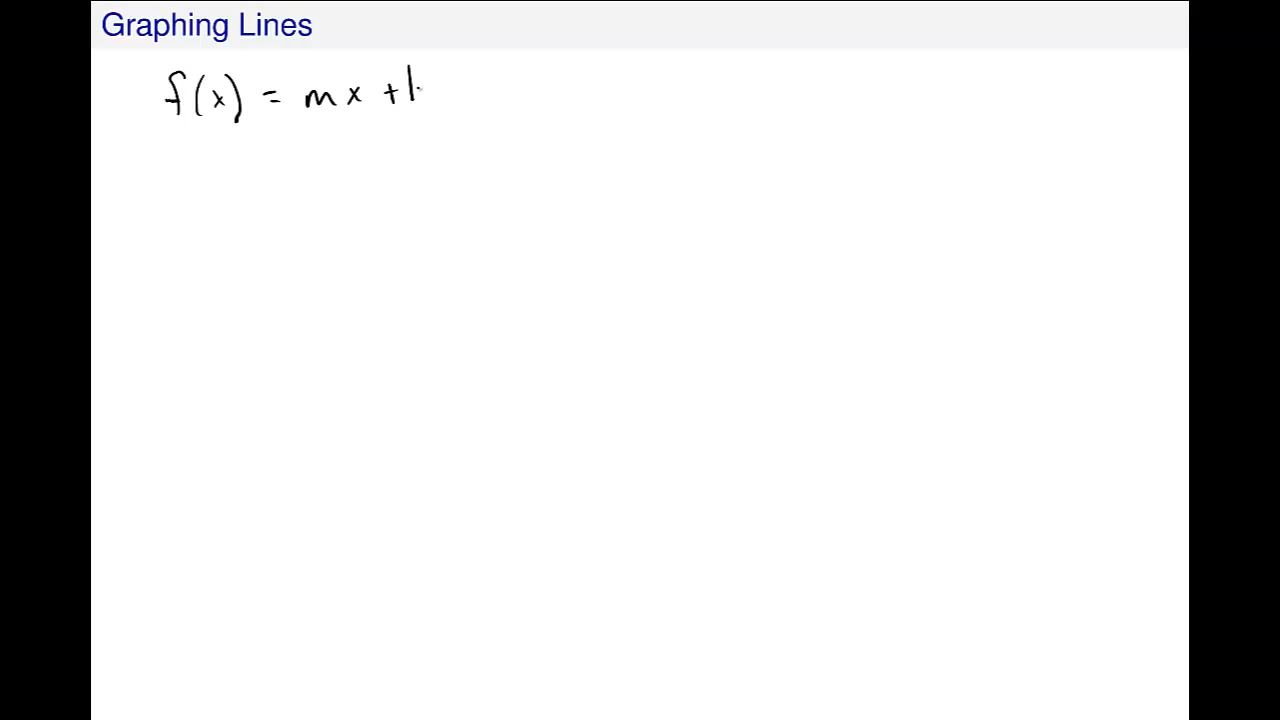 Graphing Lines
f(x) = mx +